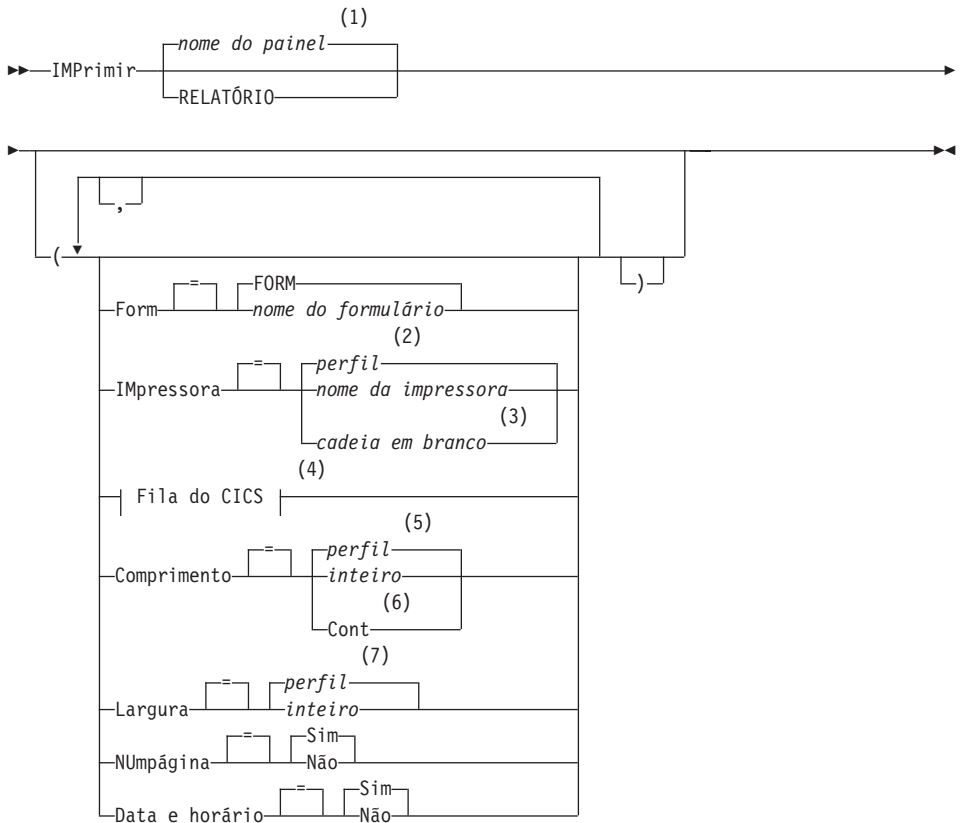 (1)
nome do painel
IMPrimir
RELATÓRIO
,
(
)
Form = FORM
nome do formulário
(2)
IMpressora = perfil
nome da impressora
(3)
cadeia em branco
(4)
Fila do CICS
(5)
Comprimento = perfil
inteiro
(6)
Cont
(7)
Largura = perfil
inteiro
NUmpágina = Sim
Não
Data e horário = Sim
Não